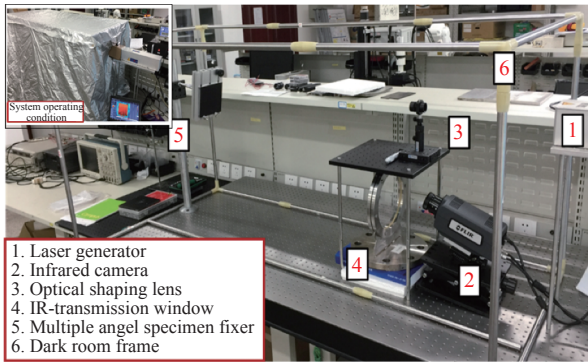 System operating
condition
6
1
5
3
4
2
FLIR
1. Laser generator
2. Infrared camera
3. Optical shaping lens
4. IR-transmission window
5. Multiple angel specimen fixer
6. Dark room frame